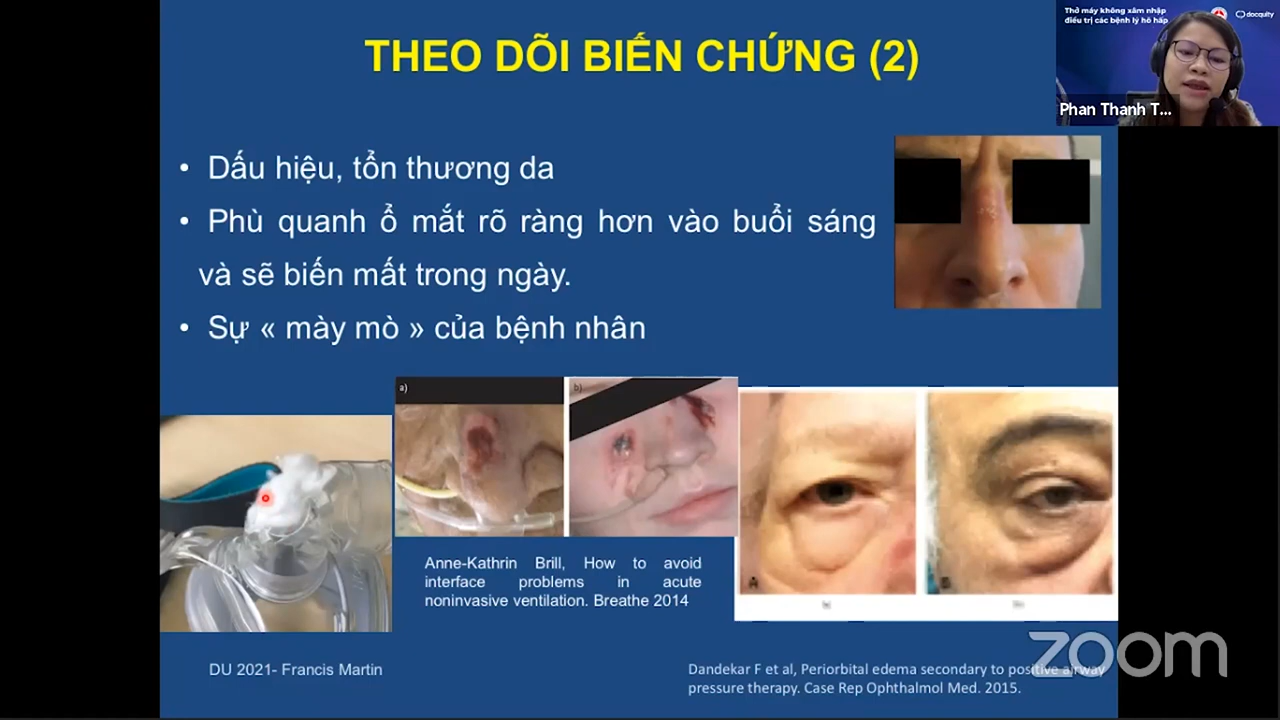 THEO DÕI BIẾN CHỨNG (2)
Thở máy không xâm nhập
điều trị các bệnh lý hô hấp
docquity
Phan Thanh T...
• Dấu hiệu, tổn thương da
• Phù quanh ổ mắt rõ ràng hơn vào buổi sáng
và sẽ biến mất trong ngày.
• Sự « mày mò » của bệnh nhân
a)
b)
Anne-Kathrin Brill, How to avoid
interface problems in acute
noninvasive ventilation. Breathe 2014
DU 2021- Francis Martin
Dandekar F et al, Periorbital edema secondary to positive airway
pressure therapy. Case Rep Ophthalmol Med. 2015.
zoom